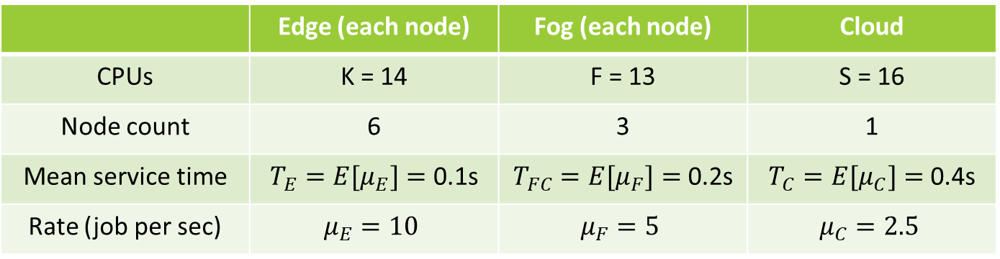 Edge (each node) Fog (each node) Cloud
CPUs K = 14 F = 13 S = 16
Node count 6 3 1
Mean service time T_E = E[μ_E] = 0.1s T_FC = E[μ_F] = 0.2s T_C = E[μ_C] = 0.4s
Rate (job per sec) μ_E = 10 μ_F = 5 μ_C = 2.5